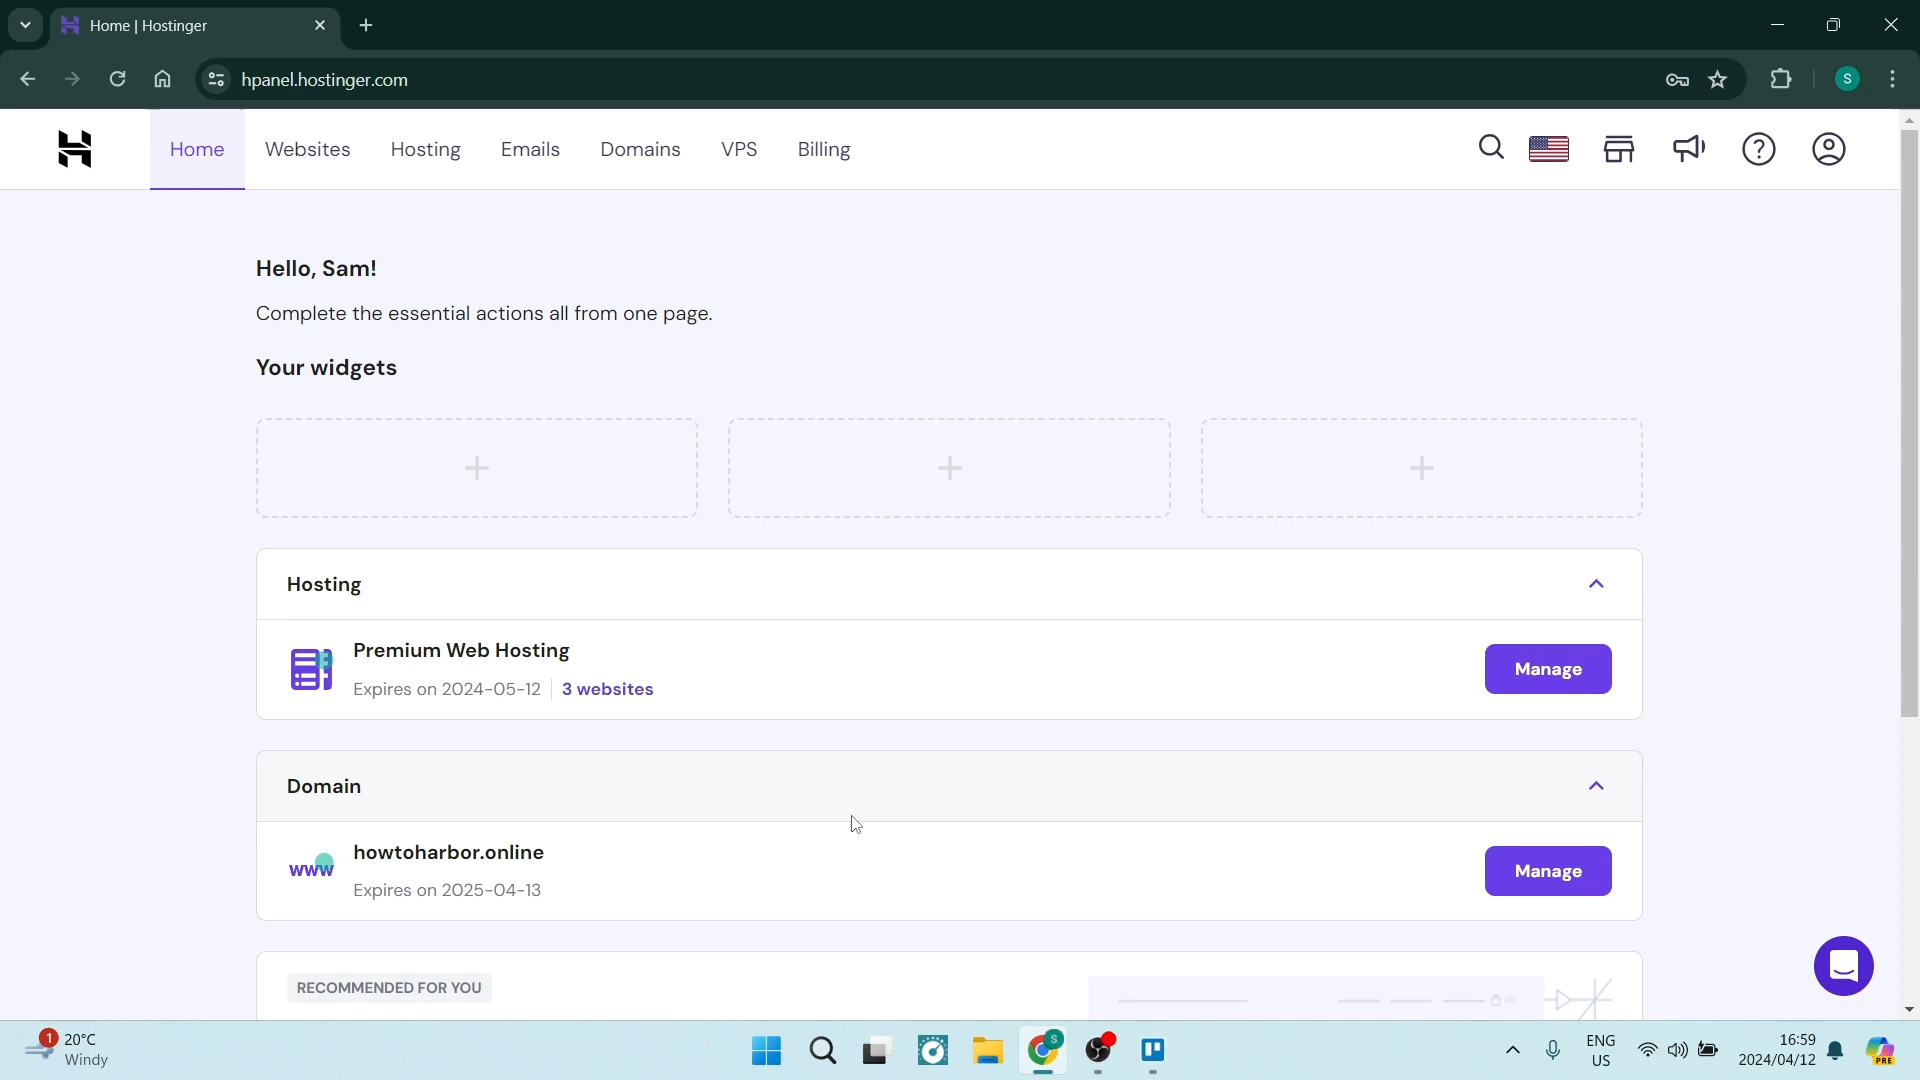 Home | Hostinger
hpanel.hostinger.com
S
Home Websites Hosting Emails Domains VPS Billing
Hello, Sam!
Complete the essential actions all from one page.
Your widgets
Hosting
Premium Web Hosting
Expires on 2024-05-12 3 websites
Manage
Domain
www
howtoharbor.online
Expires on 2025-04-13
Manage
RECOMMENDED FOR YOU
1
20°C
Windy
S
ENG
US
16:59
2024/04/12
PRE